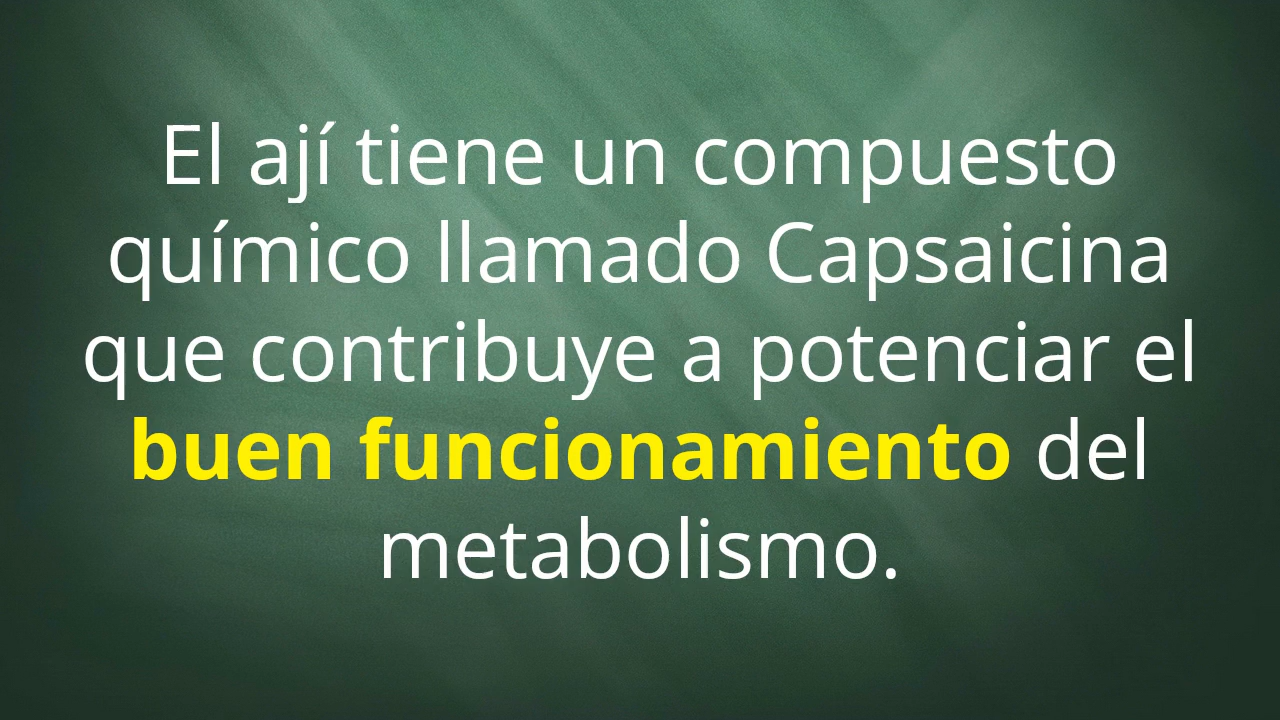 El ají tiene un compuesto
químico llamado Capsaicina
que contribuye a potenciar el
buen funcionamiento del
metabolismo.